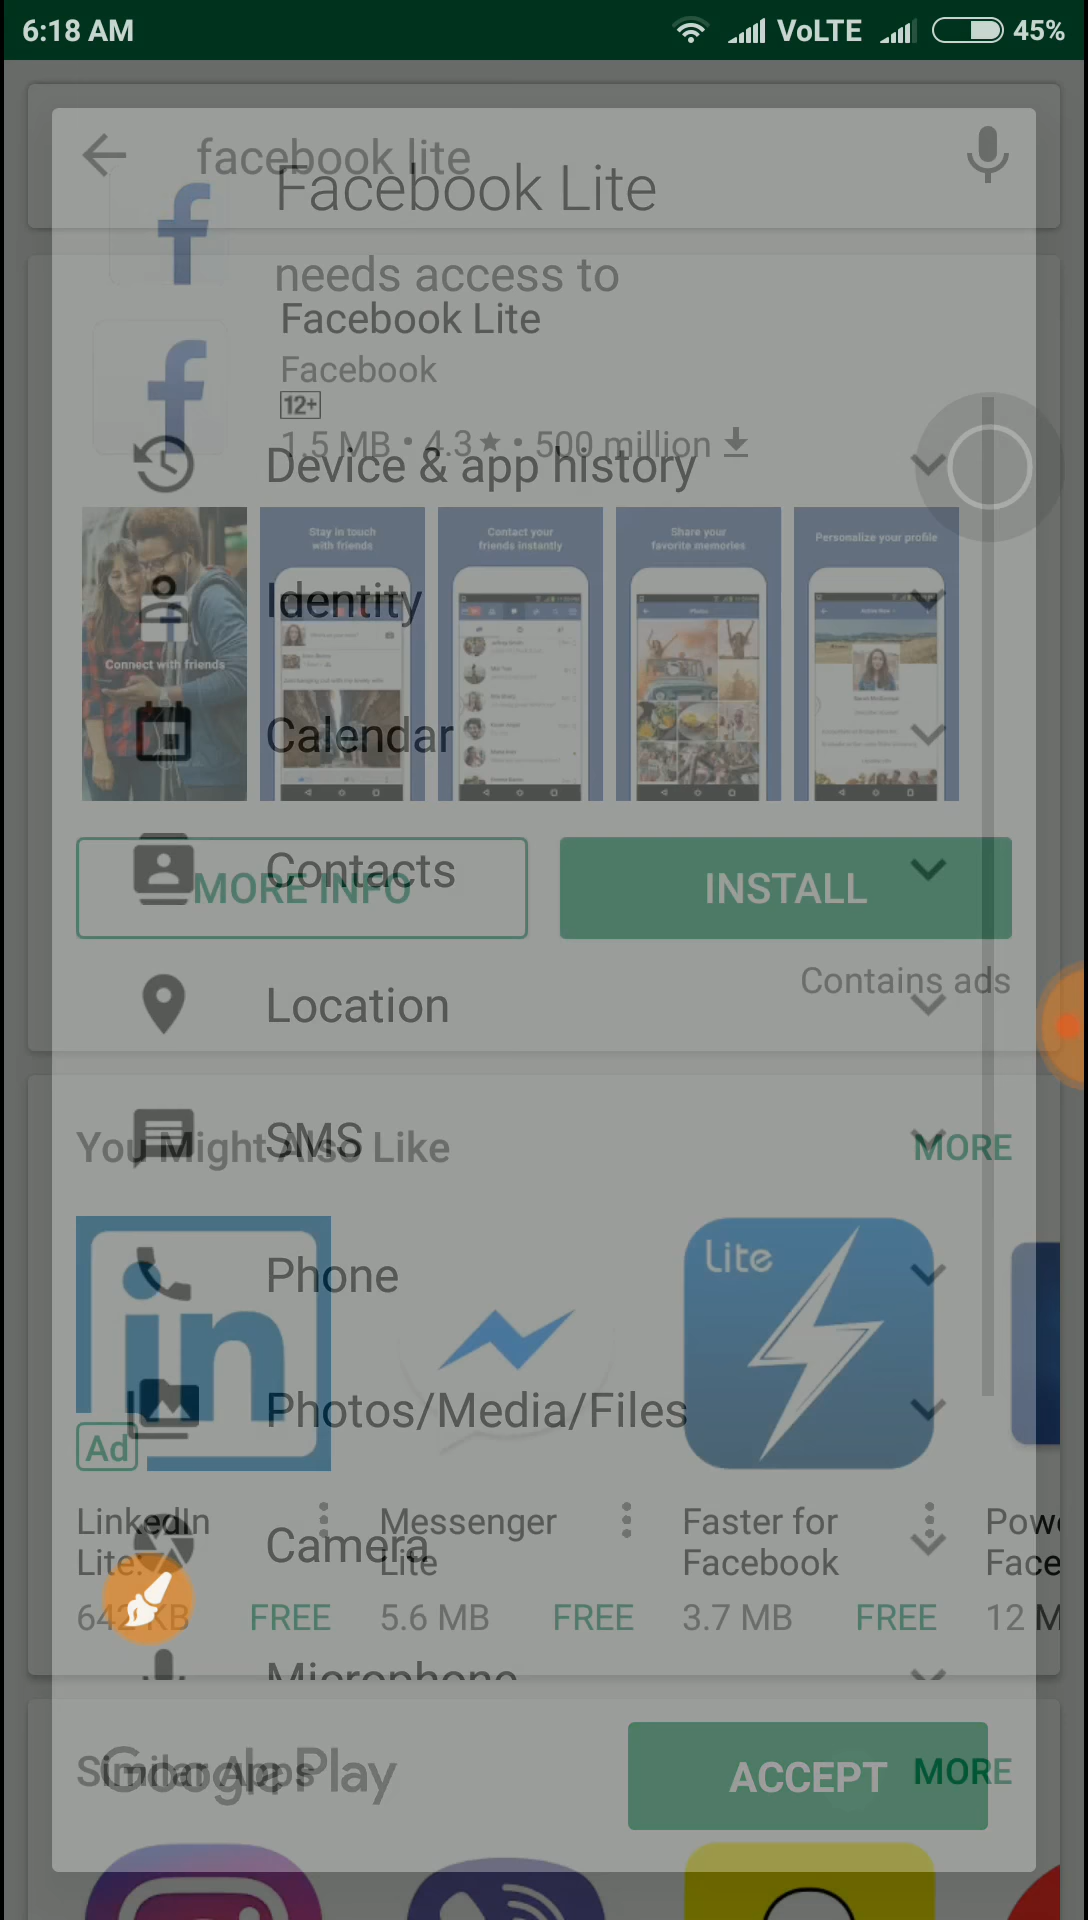 6:18 AM
VoLTE
45%
facebook lite
Facebook Lite
needs access to
Facebook Lite
Facebook
12+
1.5 MB • 4.3★ • 500 million
Device & app history
Stay in touch
with friends
Contact your
friends instantly
Share your
favorite memories
Personalize your profile
Identity
Connect with friends
Calendar
Contacts
MORE INFO
INSTALL
Contains ads
Location
SMS
You Might Also Like
MORE
Lite
Phone
in
Photos/Media/Files
Ad
LinkedIn
Lite:
Messenger
Lite
Faster for
Facebook
Camera
642 KB
FREE
5.6 MB
FREE
3.7 MB
FREE
12 M
Microphone
Similar Apps
Google Play
ACCEPT
MORE